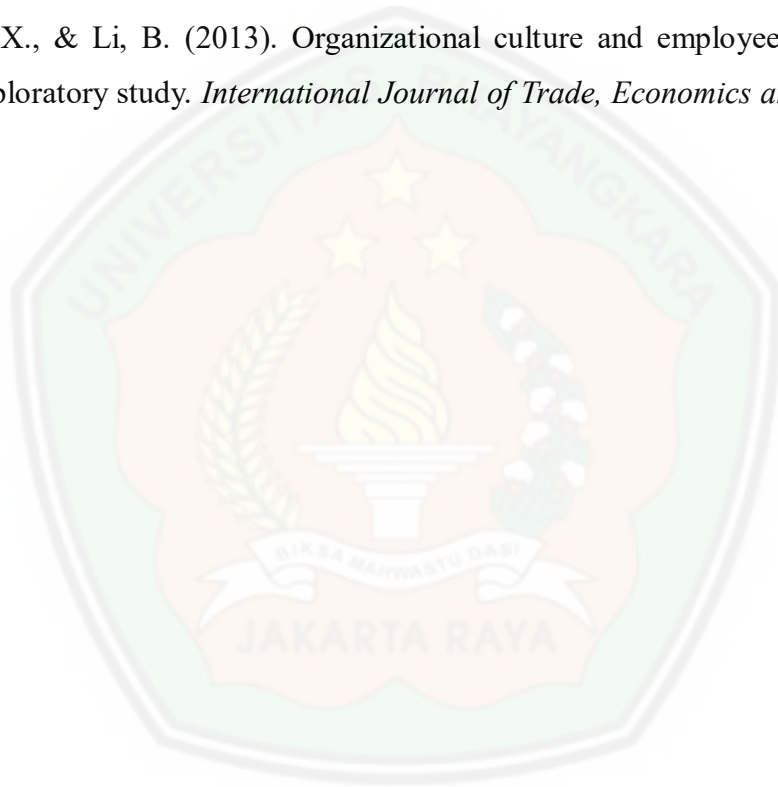 X., & Li, B. (2013). Organizational culture and employee
ploratory study. International Journal of Trade, Economics a
UNIVERSITAS BHAYANGKARA
BIKSA MAHWASTU DASI
JAKARTA RAYA